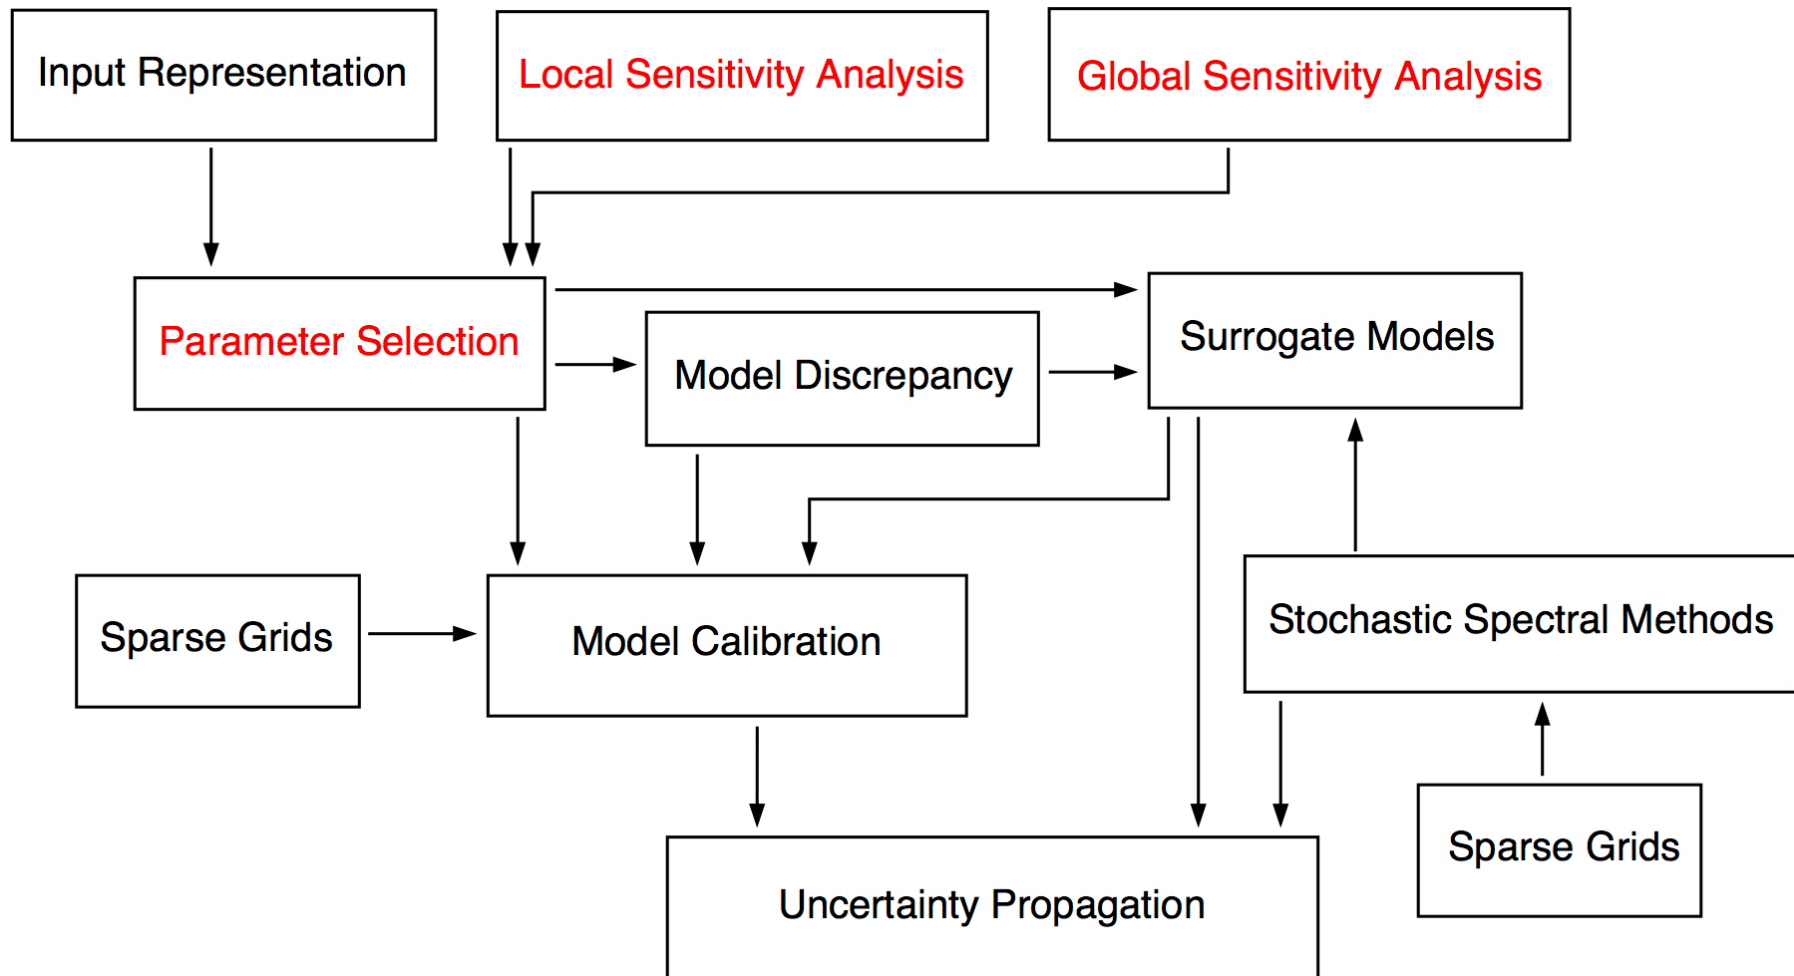 Input Representation
Local Sensitivity Analysis
Global Sensitivity Analysis
Parameter Selection
Model Discrepancy
Surrogate Models
Sparse Grids
Model Calibration
Stochastic Spectral Methods
Sparse Grids
Uncertainty Propagation